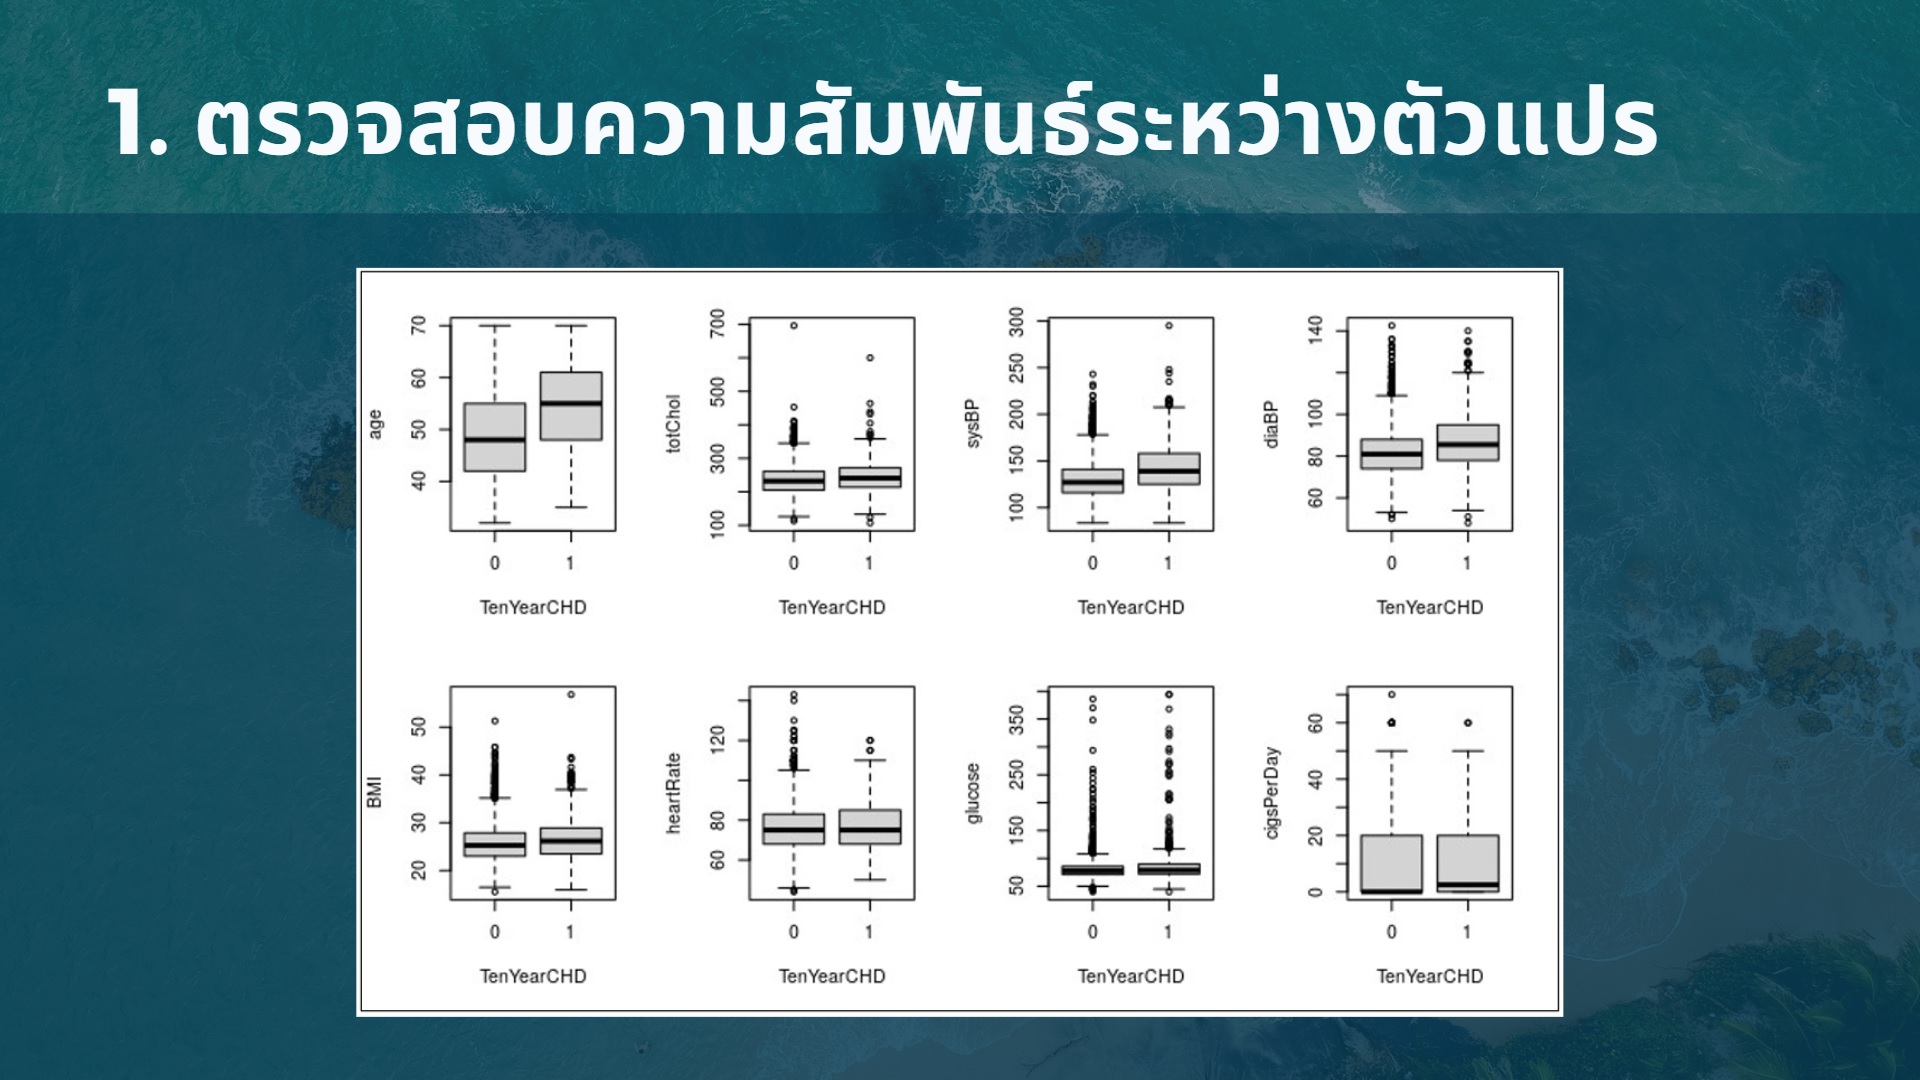 1. ตรวจสอบความสัมพันธ์ระหว่างตัวแปร
age
40 50 60 70
0 1
TenYearCHD
totChol
100 300 500 700
0 1
TenYearCHD
sysBP
100 150 200 250 300
0 1
TenYearCHD
diaBP
60 80 100 140
0 1
TenYearCHD
BMI
20 30 40 50
0 1
TenYearCHD
heartRate
60 80 120
0 1
TenYearCHD
glucose
50 150 250 350
0 1
TenYearCHD
cigsPerDay
0 20 40 60
0 1
TenYearCHD